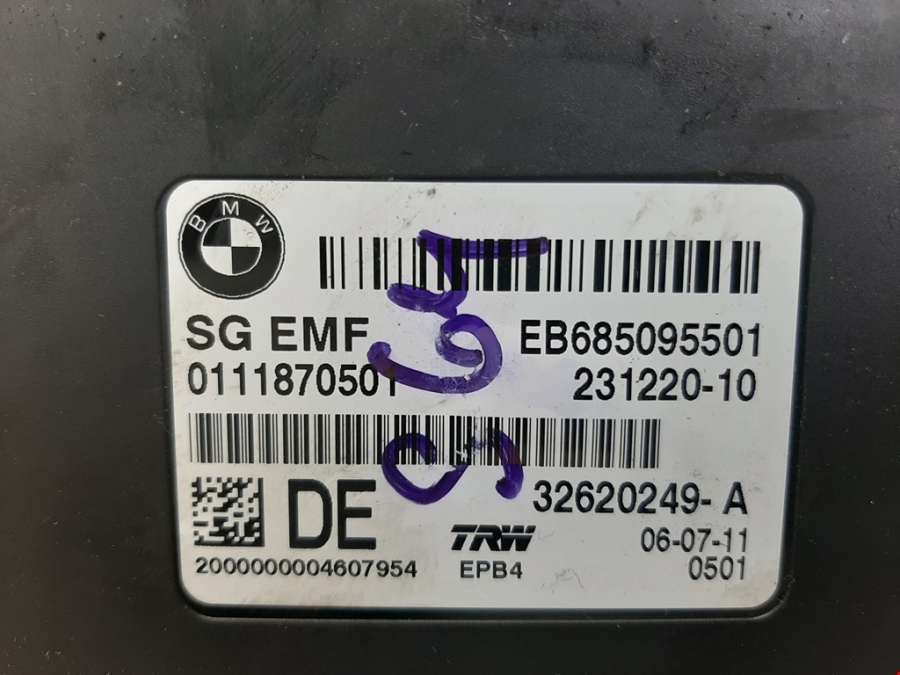 BMW
SG EMF EB685095501
0111870501 231220-10
DE 32620249- A
TRW 06-07-11
2000000004607954 EPB4 0501